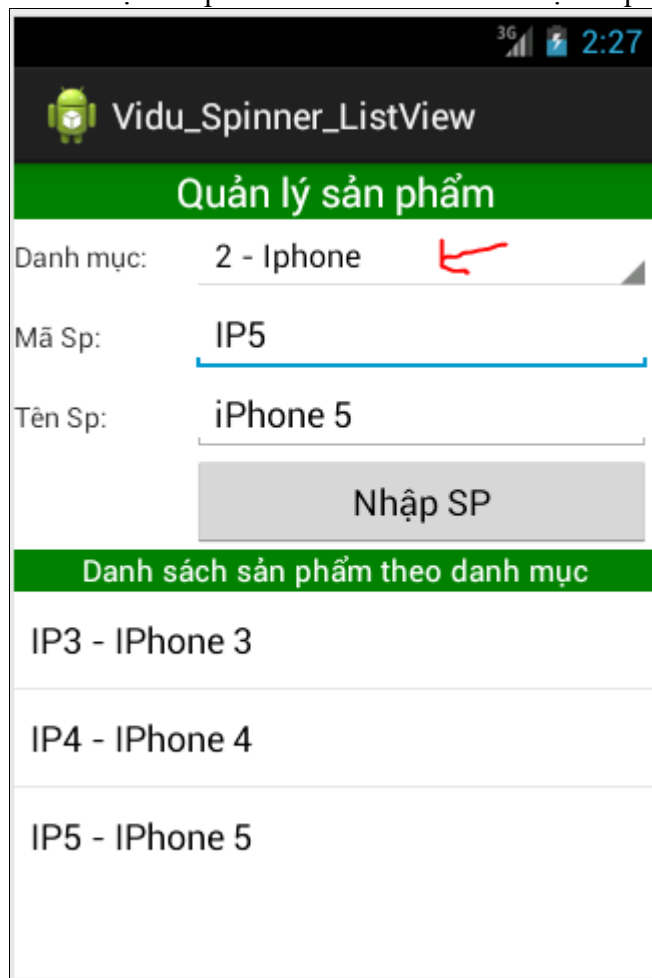 3G 2:27
Vidu_Spinner_ListView
Quản lý sản phẩm
Danh mục: 2 - Iphone
Mã Sp: IP5
Tên Sp: iPhone 5
Nhập SP
Danh sách sản phẩm theo danh mục
IP3 - IPhone 3
IP4 - IPhone 4
IP5 - IPhone 5